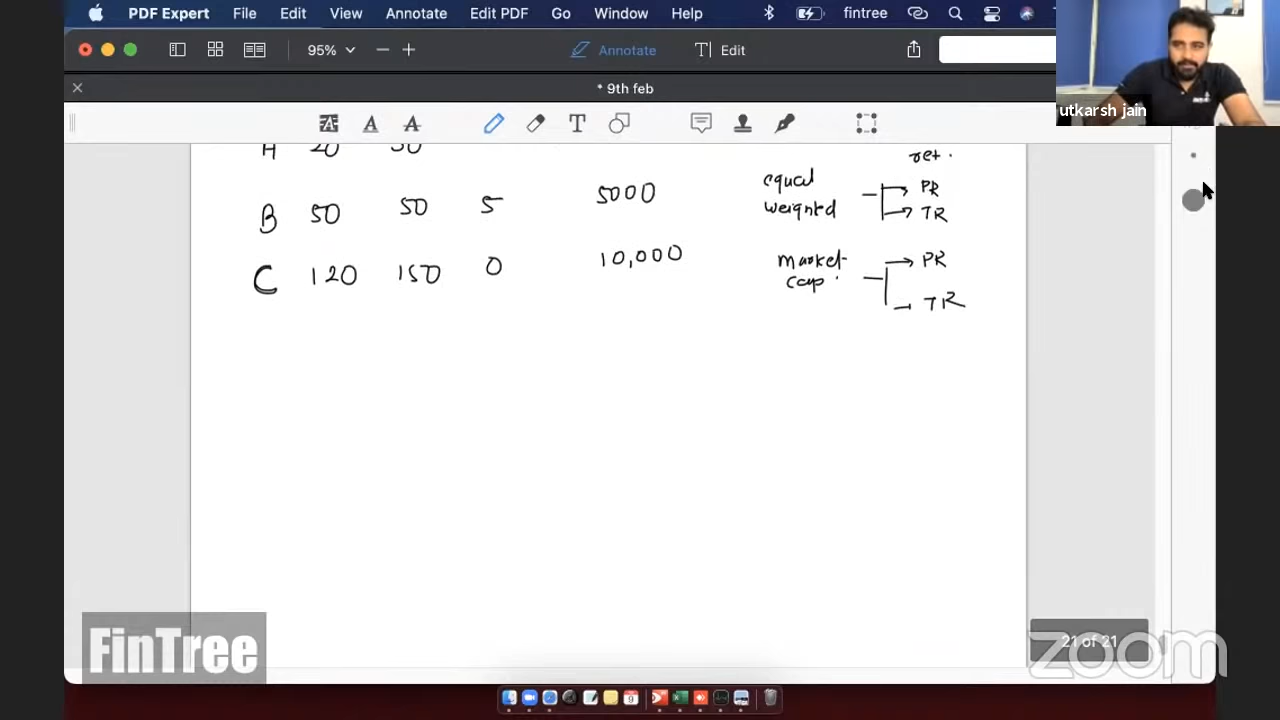 PDF Expert File Edit View Annotate Edit PDF Go Window Help fintree
95% Annotate T Edit
utkarsh jain
* 9th feb
A A A T
ret.
B 50 50 5 5000
equal
weighted
PR
TR
C 120 150 0 10,000
market-
cap.
PR
TR
FinTree
21 of 21
zoom